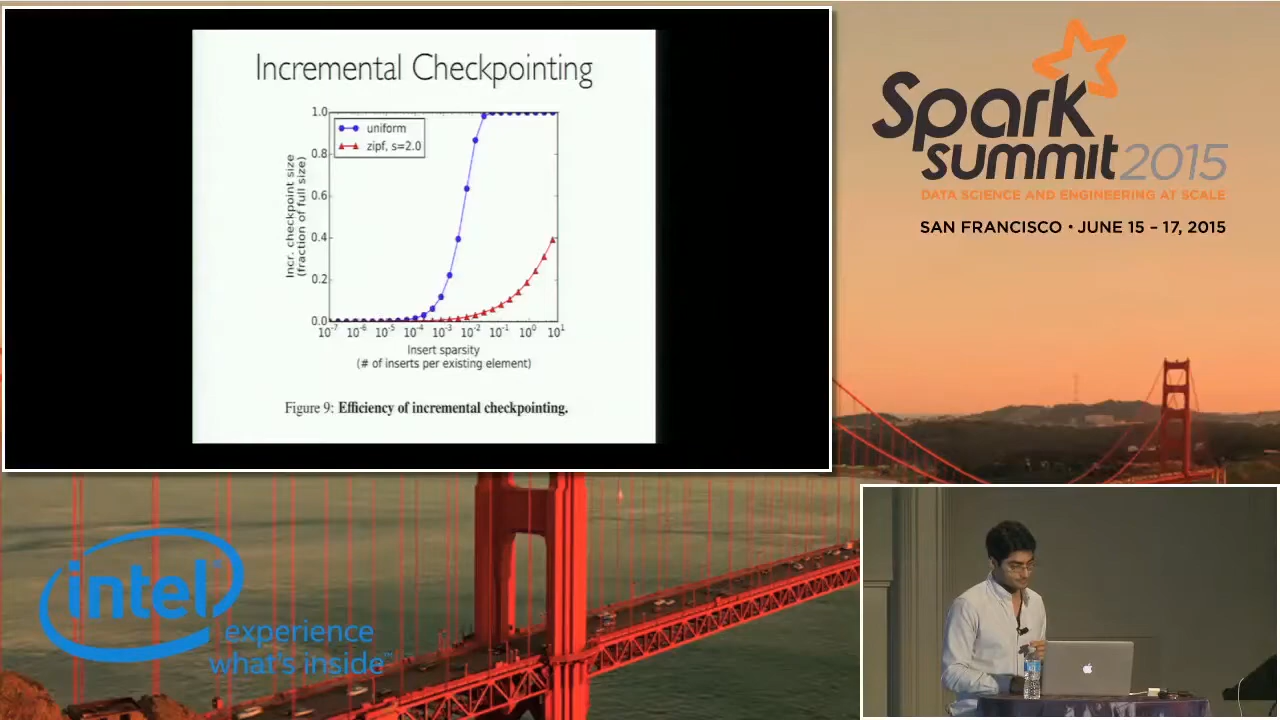 Incremental Checkpointing
1.0
0.8
0.6
0.4
0.2
0.0
uniform
zipf, s=2.0
Incr. checkpoint size
(fraction of full size)
10^-7 10^-6 10^-5 10^-4 10^-3 10^-2 10^-1 10^0 10^1
Insert sparsity
(# of inserts per existing element)
Figure 9: Efficiency of incremental checkpointing.
Spark
summit 2015
DATA SCIENCE AND ENGINEERING AT SCALE
SAN FRANCISCO • JUNE 15 – 17, 2015
intel®
experience
what's inside™